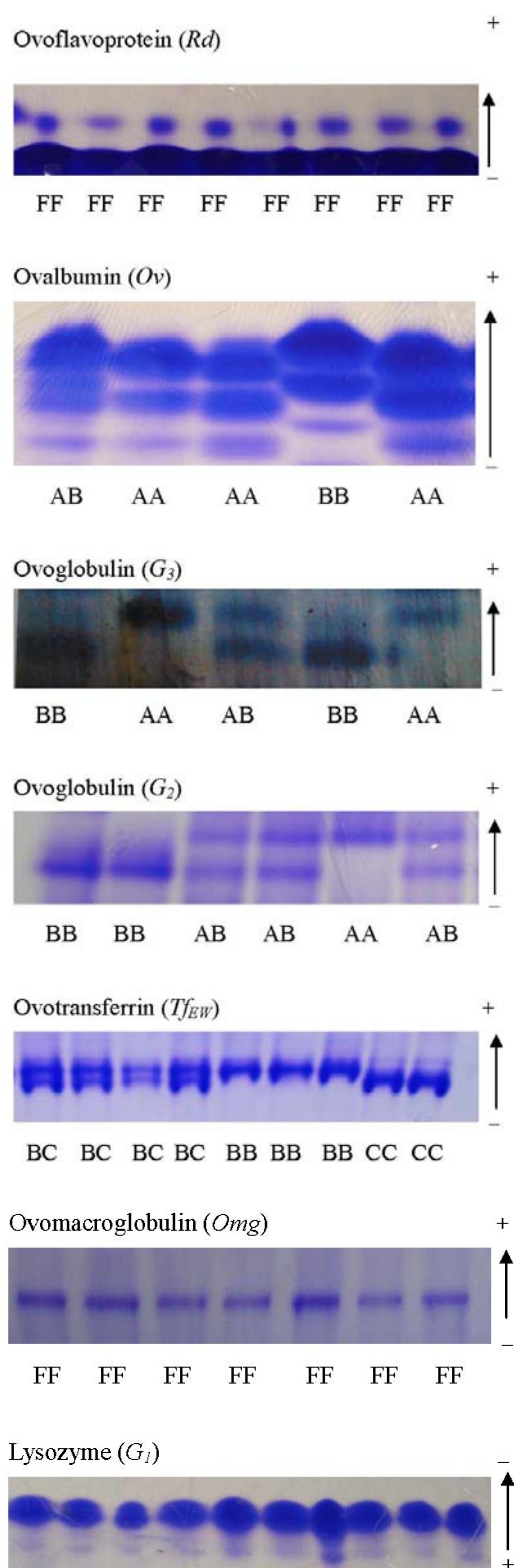 +
Ovoflavoprotein (Rd)
–
FF FF FF FF FF FF FF FF
Ovalbumin (Ov) +
–
AB AA AA BB AA
Ovoglobulin (G3) +
–
BB AA AB BB AA
Ovoglobulin (G2) +
–
BB BB AB AB AA AB
Ovotransferrin (TfEW) +
–
BC BC BC BC BB BB BB CC CC
Ovomacroglobulin (Omg) +
–
FF FF FF FF FF FF FF
Lysozyme (G1) –
+